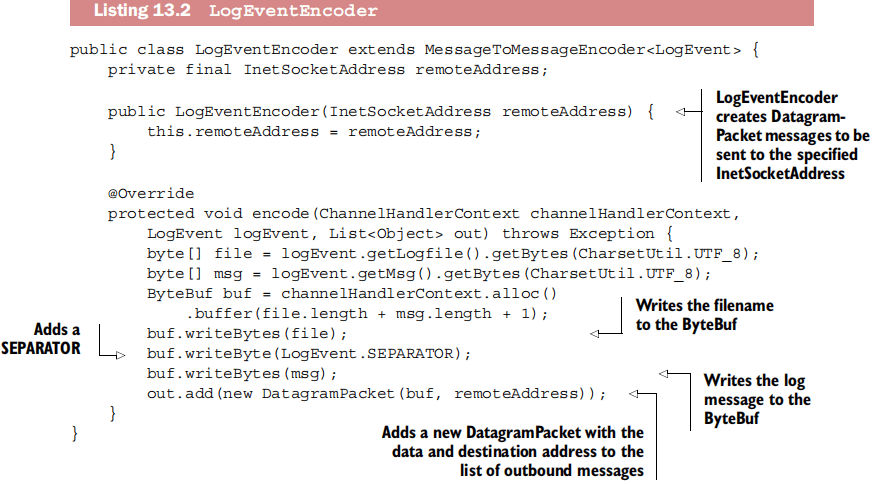 Listing 13.2 LogEventEncoder
public class LogEventEncoder extends MessageToMessageEncoder<LogEvent> {
private final InetSocketAddress remoteAddress;
public LogEventEncoder(InetSocketAddress remoteAddress) {
this.remoteAddress = remoteAddress;
}
LogEventEncoder
creates Datagram-
Packet messages to be
sent to the specified
InetSocketAddress
@Override
protected void encode(ChannelHandlerContext channelHandlerContext,
LogEvent logEvent, List<Object> out) throws Exception {
byte[] file = logEvent.getLogfile().getBytes(CharsetUtil.UTF_8);
byte[] msg = logEvent.getMsg().getBytes(CharsetUtil.UTF_8);
ByteBuf buf = channelHandlerContext.alloc()
.buffer(file.length + msg.length + 1);
buf.writeBytes(file);
Writes the filename
to the ByteBuf
Adds a
SEPARATOR
buf.writeByte(LogEvent.SEPARATOR);
buf.writeBytes(msg);
out.add(new DatagramPacket(buf, remoteAddress));
Writes the log
message to the
ByteBuf
}
}
Adds a new DatagramPacket with the
data and destination address to the
list of outbound messages